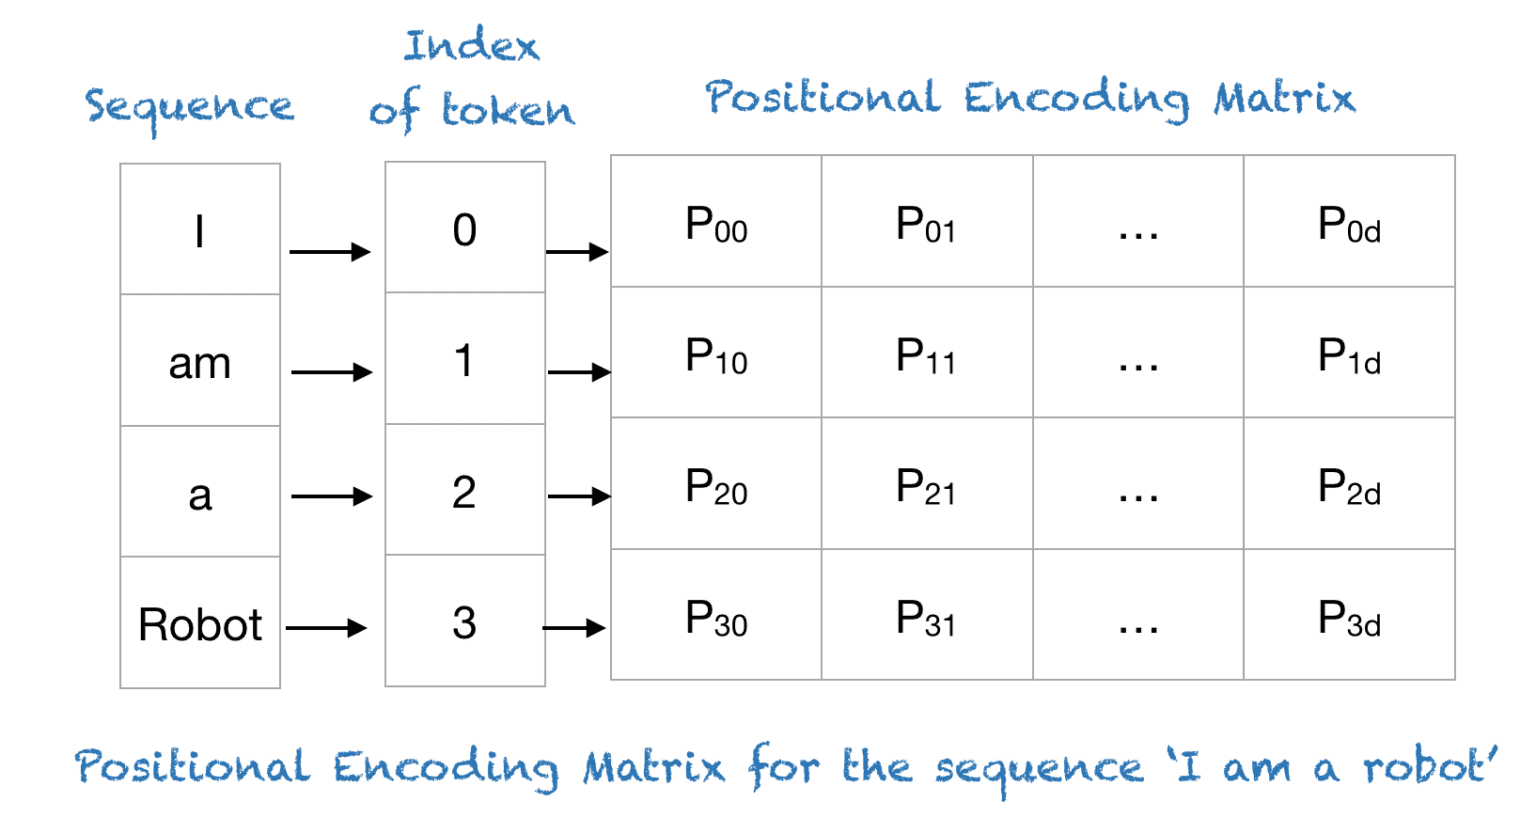 Index
Sequence of token Positional Encoding Matrix
I 0 P00 P01 ... P0d
am 1 P10 P11 ... P1d
a 2 P20 P21 ... P2d
Robot 3 P30 P31 ... P3d
Positional Encoding Matrix for the sequence ‘I am a robot’